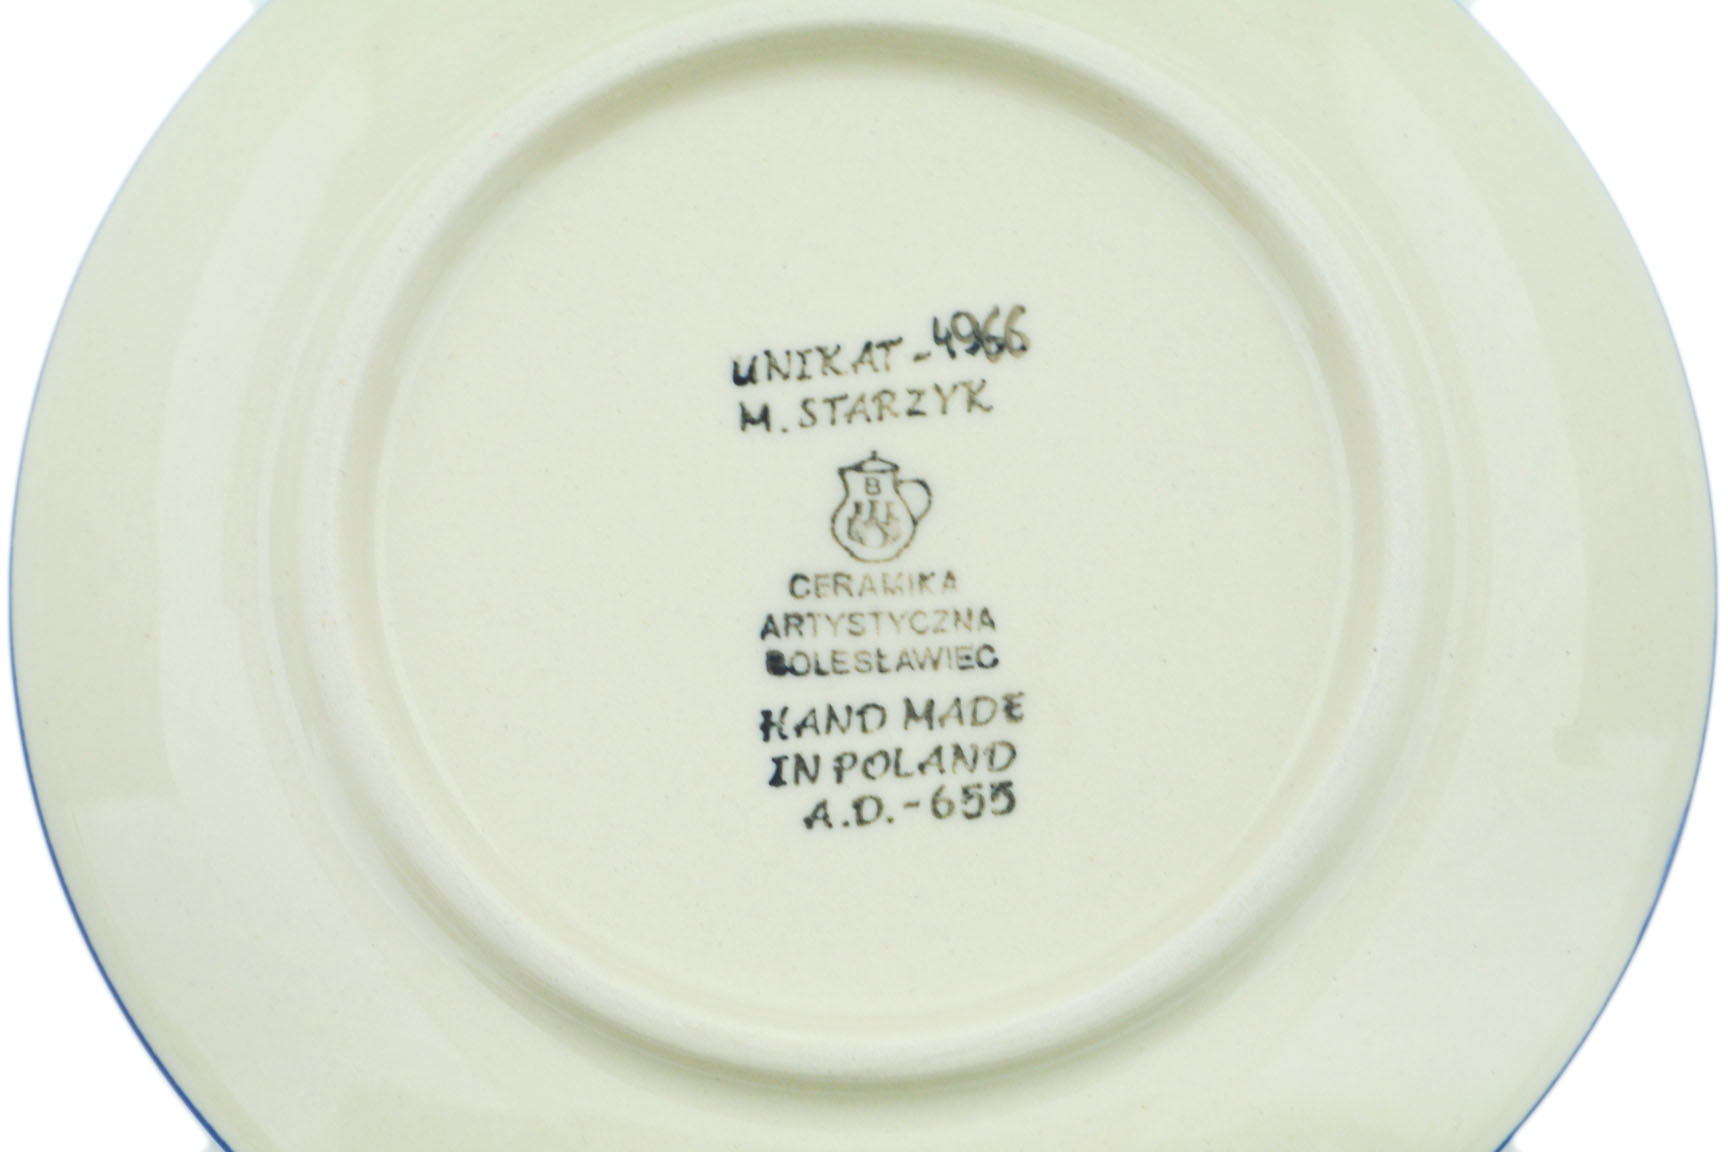 UNIKAT-4966
M. STARZYK
B
CERAMIKA
ARTYSTYCZNA
BOLESŁAWIEC
HAND MADE
IN POLAND
A.D.-655